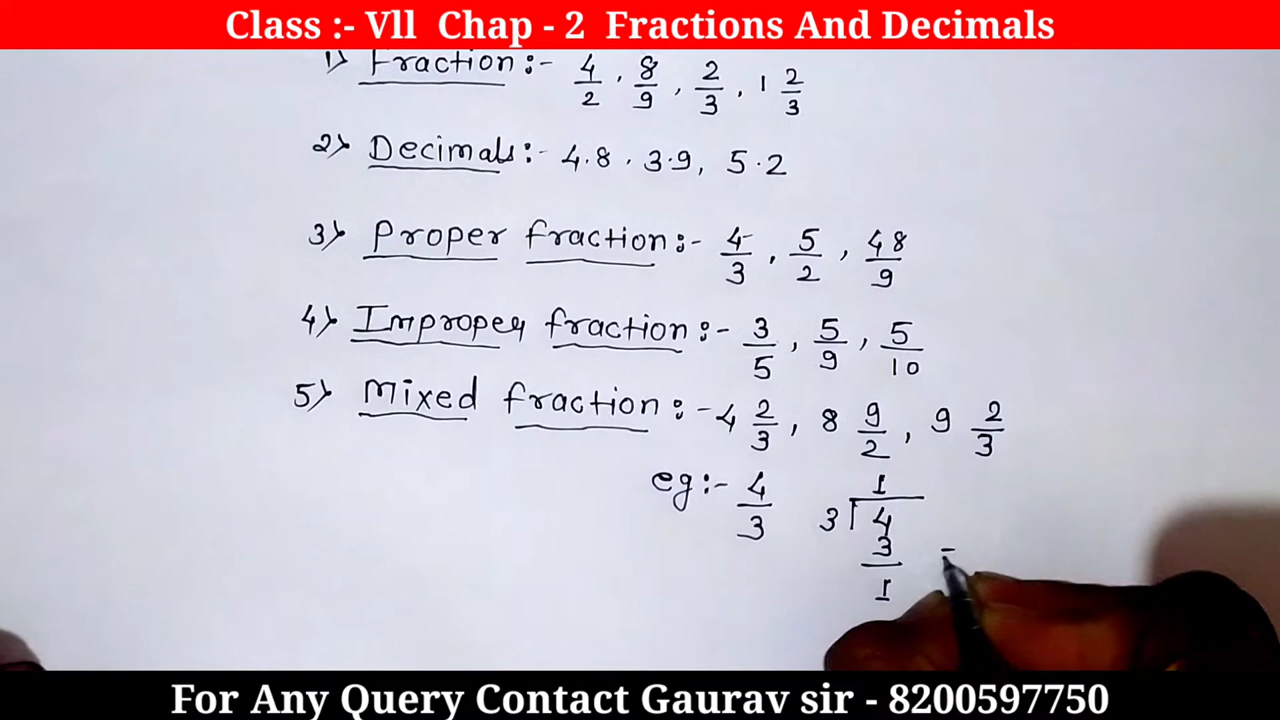 Class :- Vll Chap - 2 Fractions And Decimals
1) Fraction :- 4/2, 8/9, 2/3, 1 2/3
2) Decimals :- 4.8, 3.9, 5.2
3) Proper fraction :- 4/3, 5/2, 48/9
4) Improper fraction :- 3/5, 5/9, 5/10
5) Mixed fraction :- 4 2/3, 8 9/2, 9 2/3
eg :- 4/3
1
3 4
3
1
For Any Query Contact Gaurav sir - 8200597750